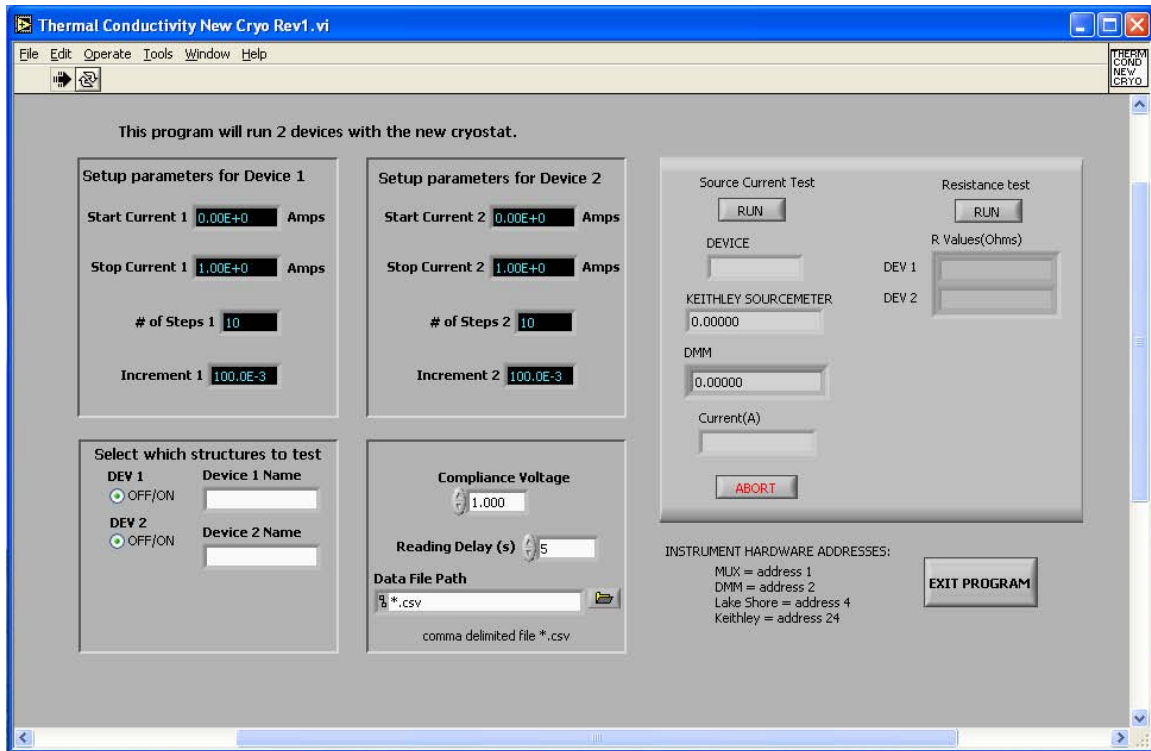 Thermal Conductivity New Cryo Rev1.vi
File Edit Operate Tools Window Help
THERM
COND
NEW
CRYO
This program will run 2 devices with the new cryostat.
Setup parameters for Device 1
Start Current 1 0.00E+0 Amps
Stop Current 1 1.00E+0 Amps
# of Steps 1 10
Increment 1 100.0E-3
Setup parameters for Device 2
Start Current 2 0.00E+0 Amps
Stop Current 2 1.00E+0 Amps
# of Steps 2 10
Increment 2 100.0E-3
Source Current Test
RUN
DEVICE
KEITHLEY SOURCEMETER
0.00000
DMM
0.00000
Current(A)
ABORT
Resistance test
RUN
R Values(Ohms)
DEV 1
DEV 2
Select which structures to test
DEV 1 Device 1 Name
OFF/ON
DEV 2 Device 2 Name
OFF/ON
Compliance Voltage
1.000
Reading Delay (s) 5
Data File Path
*.csv
comma delimited file *.csv
INSTRUMENT HARDWARE ADDRESSES:
MUX = address 1
DMM = address 2
Lake Shore = address 4
Keithley = address 24
EXIT PROGRAM